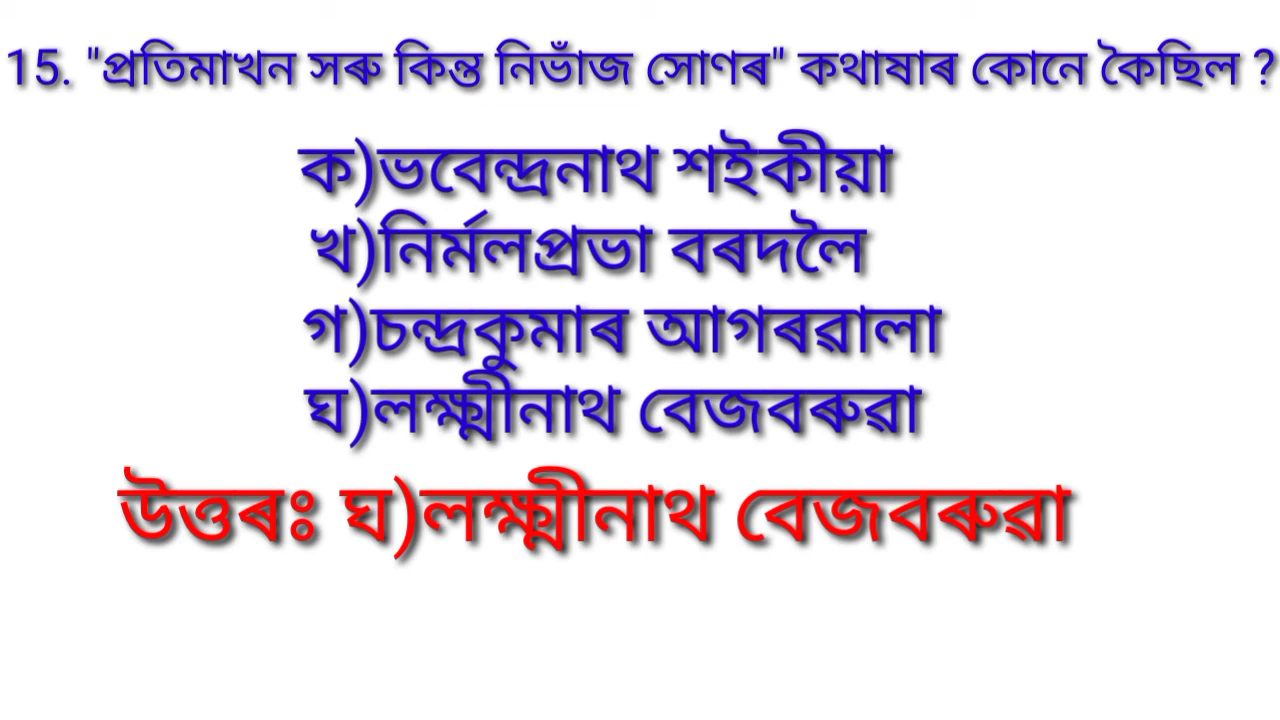 15. "প্ৰতিমাখন সৰু কিন্ত নিভাঁজ সোণৰ" কথাষাৰ কোনে কৈছিল ?
ক)ভবেন্দ্ৰনাথ শইকীয়া
খ)নিৰ্মলপ্ৰভা বৰদলৈ
গ)চন্দ্ৰকুমাৰ আগৰৱালা
ঘ)লক্ষ্মীনাথ বেজবৰুৱা
উত্তৰঃ ঘ)লক্ষ্মীনাথ বেজবৰুৱা